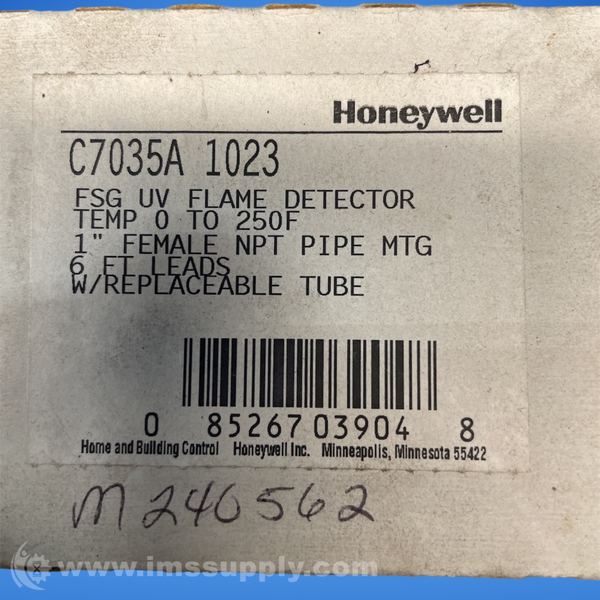 Honeywell
C7035A 1023
FSG UV FLAME DETECTOR
TEMP 0 TO 250F
1" FEMALE NPT PIPE MTG
6 FT LEADS
W/REPLACEABLE TUBE
0 85267 03904 8
Home and Building Control Honeywell Inc. Minneapolis, Minnesota 55422
M240562
www.imssupply.com